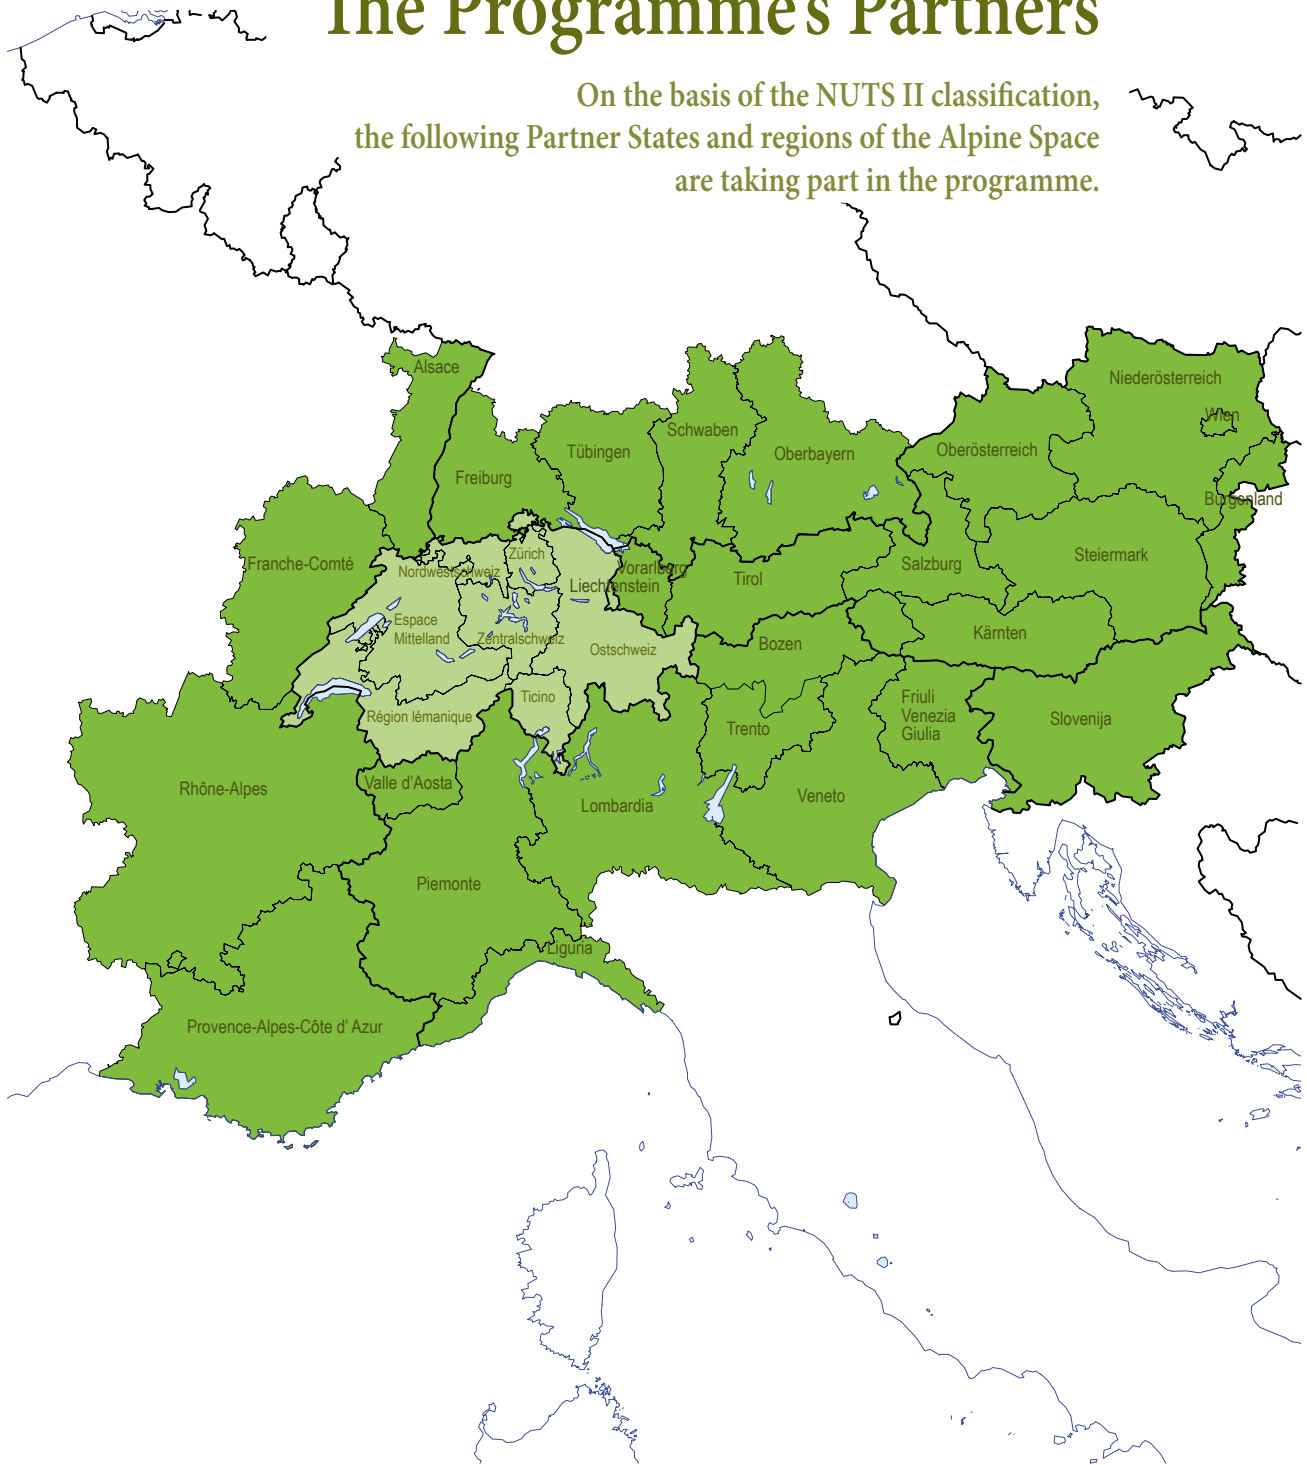 The Programme's Partners
On the basis of the NUTS II classification,
the following Partner States and regions of the Alpine Space
are taking part in the programme.
Alsace
Niederösterreich
Wien
Schwaben
Tübingen
Oberbayern
Oberösterreich
Freiburg
Burgenland
Franche-Comté
Zürich
Nordwestschweiz
Vorarlberg
Liechtenstein
Tirol
Salzburg
Steiermark
Espace
Mittelland
Zentralschweiz
Ostschweiz
Bozen
Kärnten
Ticino
Région lémanique
Friuli
Venezia
Giulia
Trento
Slovenija
Rhône-Alpes
Valle d'Aosta
Lombardia
Veneto
Piemonte
Liguria
Provence-Alpes-Côte d' Azur